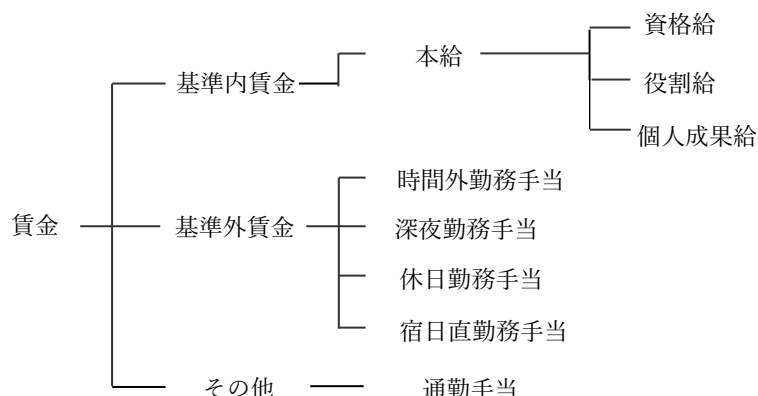 資格給
本給
役割給
基準内賃金
個人成果給
時間外勤務手当
賃金
基準外賃金
深夜勤務手当
休日勤務手当
宿日直勤務手当
その他
通勤手当